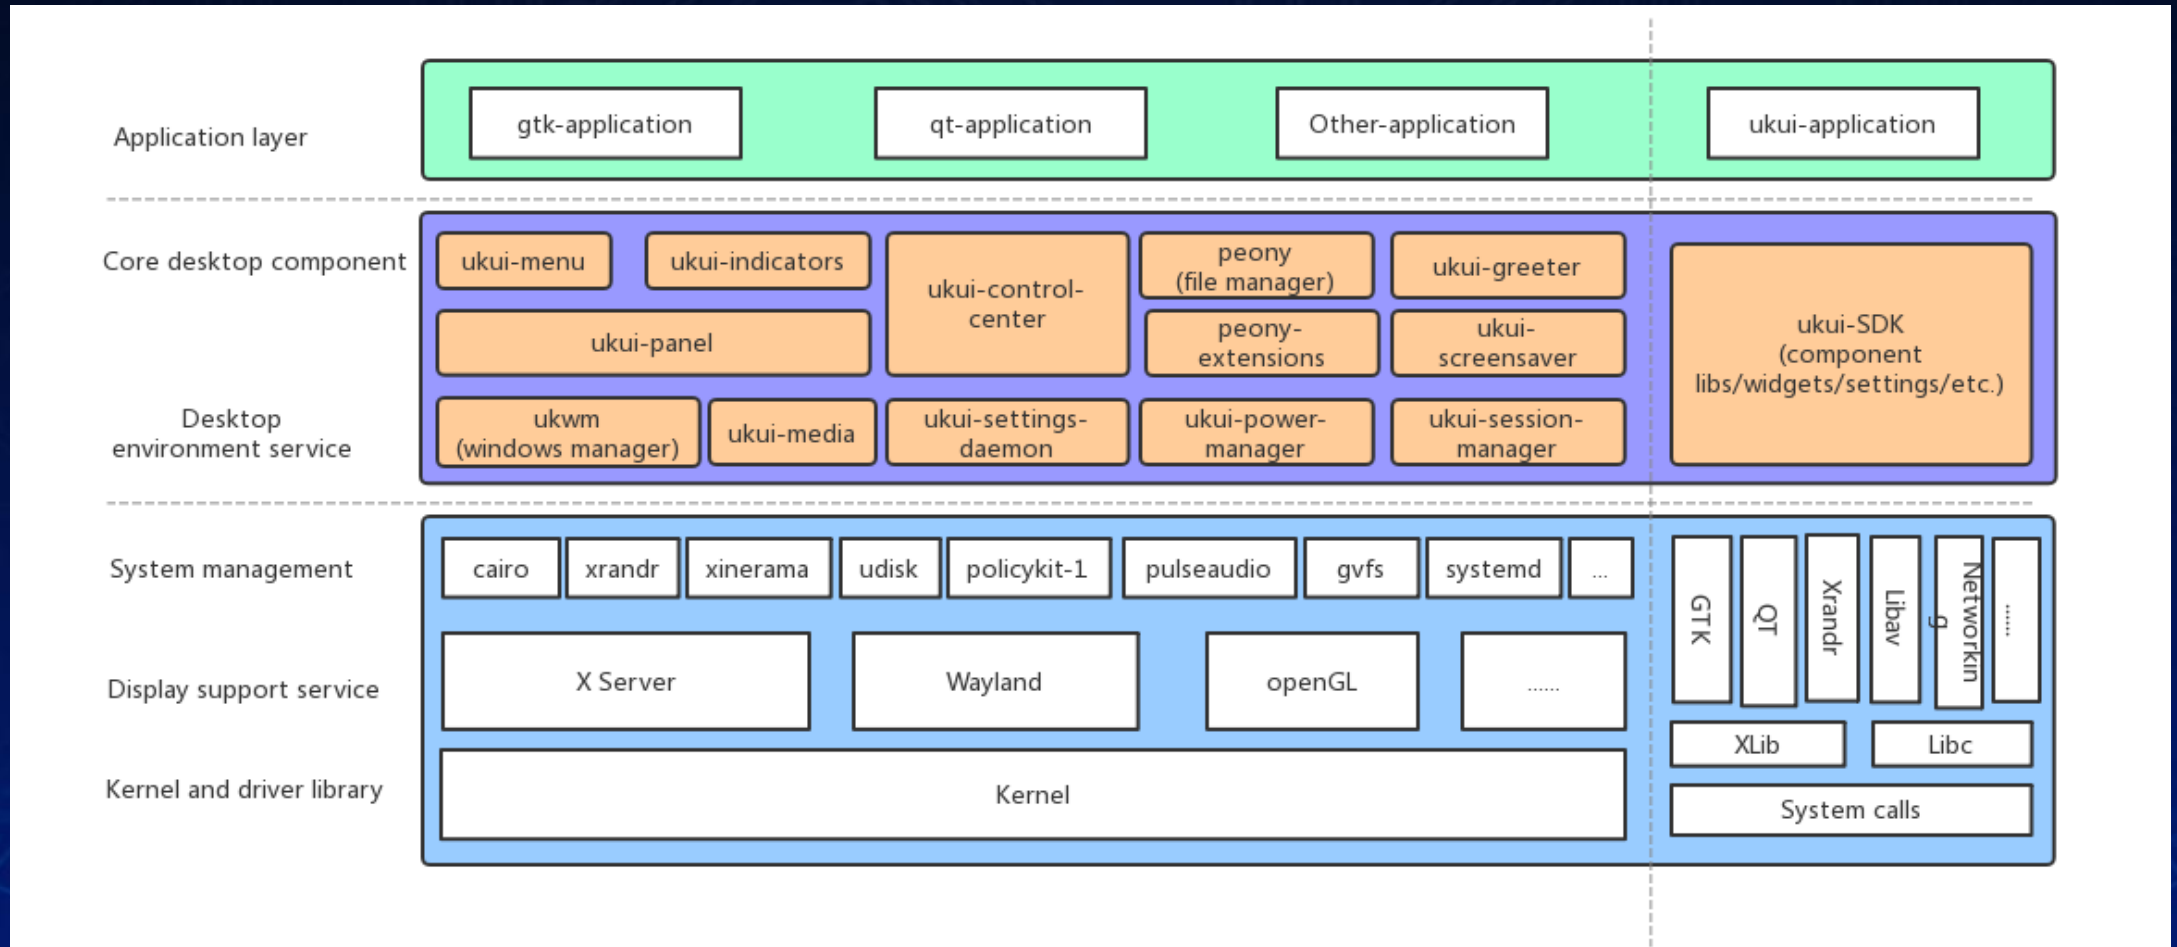 Application layer
gtk-application
qt-application
Other-application
ukui-application
Core desktop component
ukui-menu
ukui-indicators
ukui-control-
center
peony
(file manager)
ukui-greeter
ukui-panel
peony-
extensions
ukui-
screensaver
ukui-SDK
(component
libs/widgets/settings/etc.)
Desktop
environment service
ukwm
(windows manager)
ukui-media
ukui-settings-
daemon
ukui-power-
manager
ukui-session-
manager
System management
cairo
xrandr
xinerama
udisk
policykit-1
pulseaudio
gvfs
systemd
...
GTK
QT
Xrandr
Libav
Networkin
g
......
Display support service
X Server
Wayland
openGL
......
XLib
Libc
Kernel and driver library
Kernel
System calls